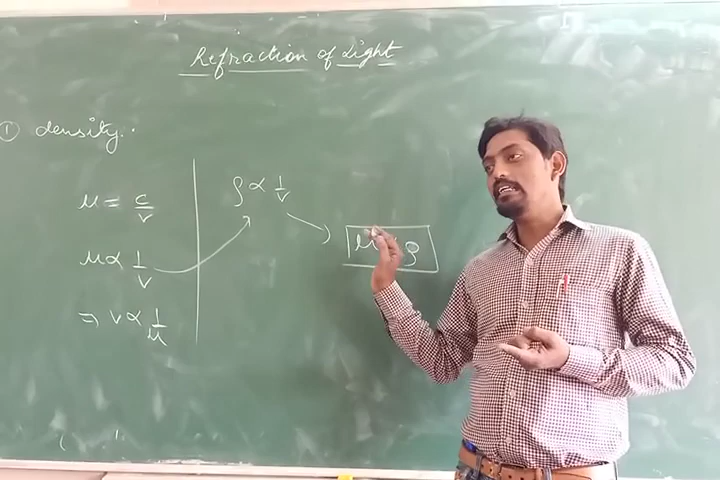 Refraction of Light
① density..
μ = c/v
μ ∝ 1/v
⇒ v ∝ 1/μ
ρ ∝ 1/v
μ ρ